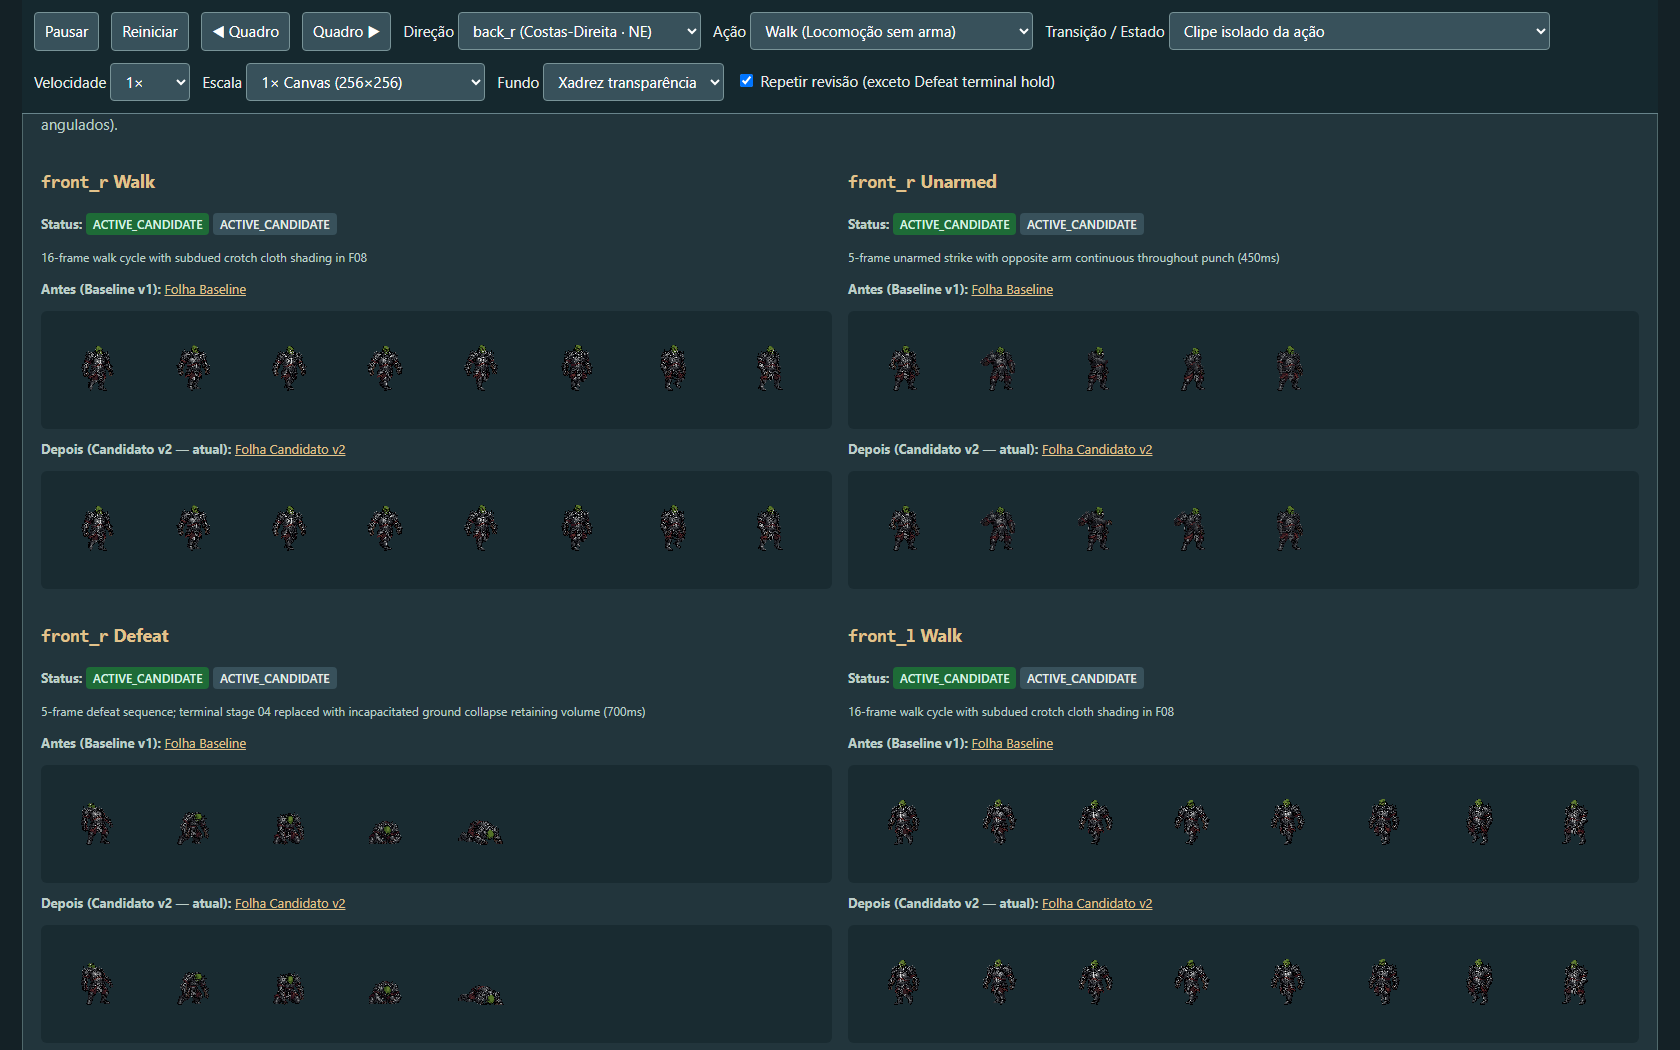 Pausar Reiniciar ◀ Quadro Quadro ▶ Direção back_r (Costas-Direita · NE) Ação Walk (Locomoção sem arma) Transição / Estado Clipe isolado da ação
Velocidade 1× Escala 1× Canvas (256×256) Fundo Xadrez transparência Repetir revisão (exceto Defeat terminal hold)
angulados).
front_r Walk
Status: ACTIVE_CANDIDATE ACTIVE_CANDIDATE
16-frame walk cycle with subdued crotch cloth shading in F08
Antes (Baseline v1): Folha Baseline
Depois (Candidato v2 — atual): Folha Candidato v2
front_r Unarmed
Status: ACTIVE_CANDIDATE ACTIVE_CANDIDATE
5-frame unarmed strike with opposite arm continuous throughout punch (450ms)
Antes (Baseline v1): Folha Baseline
Depois (Candidato v2 — atual): Folha Candidato v2
front_r Defeat
Status: ACTIVE_CANDIDATE ACTIVE_CANDIDATE
5-frame defeat sequence; terminal stage 04 replaced with incapacitated ground collapse retaining volume (700ms)
Antes (Baseline v1): Folha Baseline
Depois (Candidato v2 — atual): Folha Candidato v2
front_l Walk
Status: ACTIVE_CANDIDATE ACTIVE_CANDIDATE
16-frame walk cycle with subdued crotch cloth shading in F08
Antes (Baseline v1): Folha Baseline
Depois (Candidato v2 — atual): Folha Candidato v2